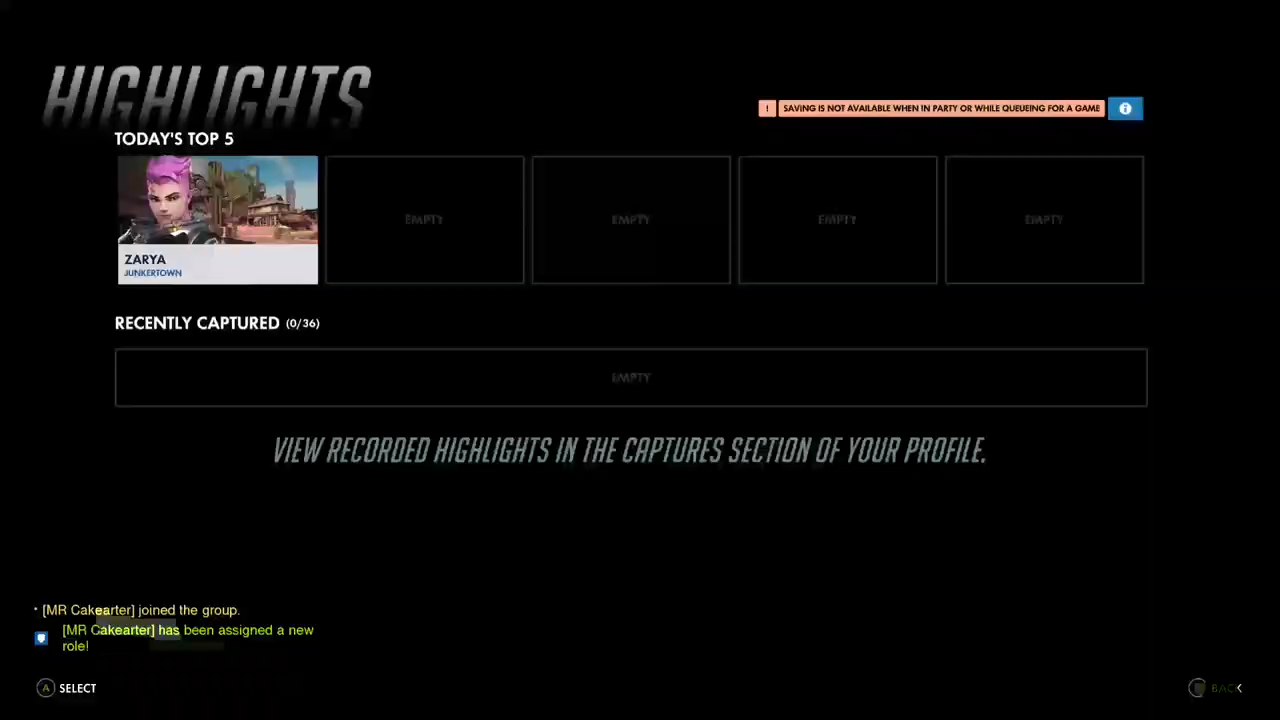 HIGHLIGHTS
! SAVING IS NOT AVAILABLE WHEN IN PARTY OR WHILE QUEUEING FOR A GAME
TODAY'S TOP 5
EMPTY EMPTY EMPTY EMPTY
ZARYA
JUNKERTOWN
RECENTLY CAPTURED (0/36)
EMPTY
VIEW RECORDED HIGHLIGHTS IN THE CAPTURES SECTION OF YOUR PROFILE.
[MR Cakearter] joined the group.
[MR Cakearter] has been assigned a new
role!
A SELECT
BACK